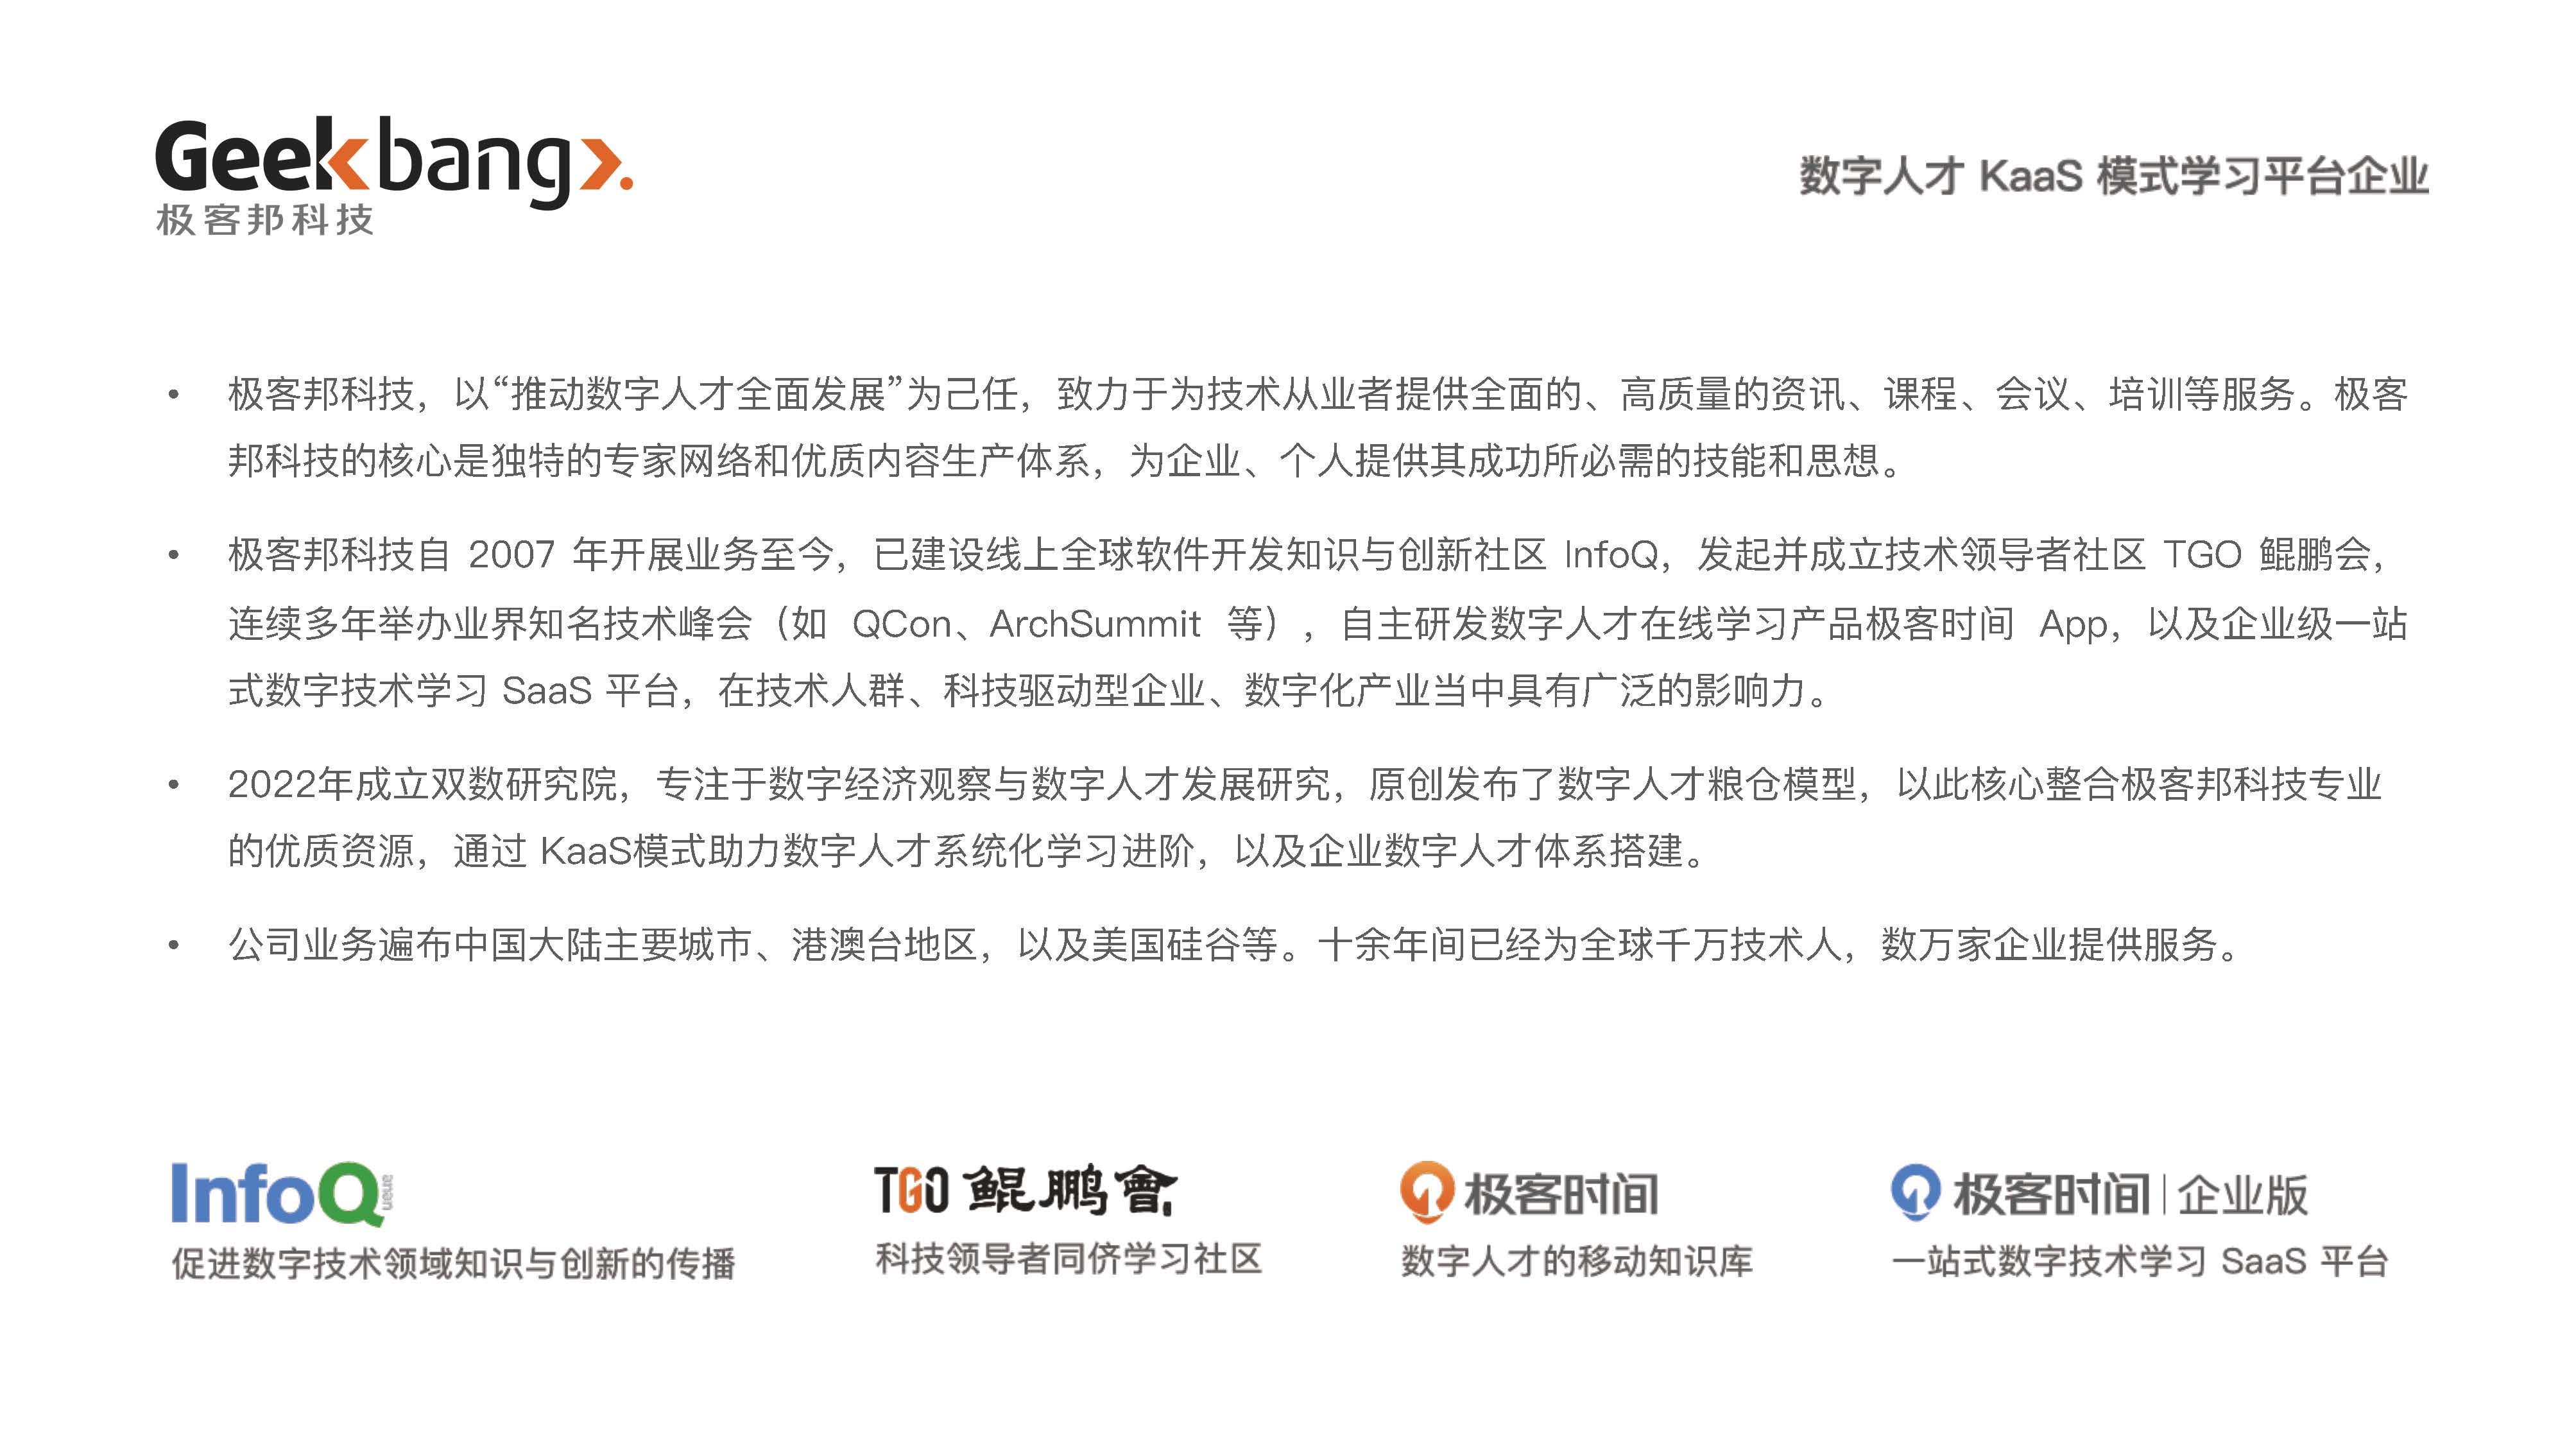 Geekbang>.
极客邦科技
数字人才 KaaS 模式学习平台企业
• 极客邦科技，以“推动数字人才全面发展”为己任，致力于为技术从业者提供全面的、高质量的资讯、课程、会议、培训等服务。极客
邦科技的核心是独特的专家网络和优质内容生产体系，为企业、个人提供其成功所必需的技能和思想。
• 极客邦科技自 2007 年开展业务至今，已建设线上全球软件开发知识与创新社区 InfoQ，发起并成立技术领导者社区 TGO 鲲鹏会，
连续多年举办业界知名技术峰会（如 QCon、ArchSummit 等），自主研发数字人才在线学习产品极客时间 App，以及企业级一站
式数字技术学习 SaaS 平台，在技术人群、科技驱动型企业、数字化产业当中具有广泛的影响力。
• 2022年成立双数研究院，专注于数字经济观察与数字人才发展研究，原创发布了数字人才粮仓模型，以此核心整合极客邦科技专业
的优质资源，通过 KaaS模式助力数字人才系统化学习进阶，以及企业数字人才体系搭建。
• 公司业务遍布中国大陆主要城市、港澳台地区，以及美国硅谷等。十余年间已经为全球千万技术人，数万家企业提供服务。
InfoQ
促进数字技术领域知识与创新的传播
TGO 鲲鹏會
科技领导者同侪学习社区
极客时间
数字人才的移动知识库
极客时间 | 企业版
一站式数字技术学习 SaaS 平台